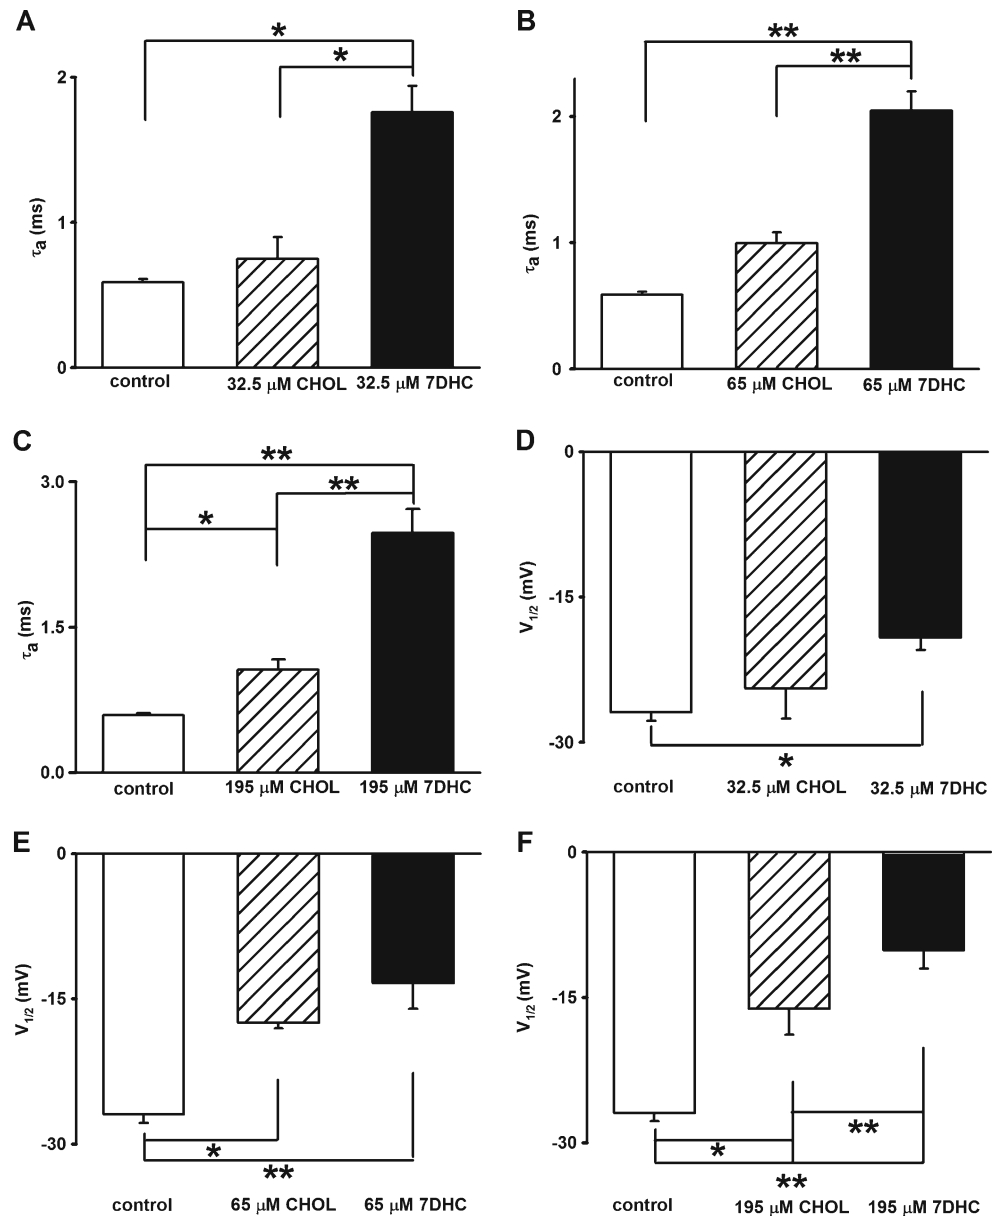 A
*
*
2
1
0
τa (ms)
control
32.5 μM CHOL
32.5 μM 7DHC
B
**
**
2
1
0
τa (ms)
control
65 μM CHOL
65 μM 7DHC
C
**
**
*
3.0
1.5
0.0
τa (ms)
control
195 μM CHOL
195 μM 7DHC
D
0
-15
-30
V1/2 (mV)
*
control
32.5 μM CHOL
32.5 μM 7DHC
E
0
-15
-30
V1/2 (mV)
*
**
control
65 μM CHOL
65 μM 7DHC
F
0
-15
-30
V1/2 (mV)
**
*
**
control
195 μM CHOL
195 μM 7DHC